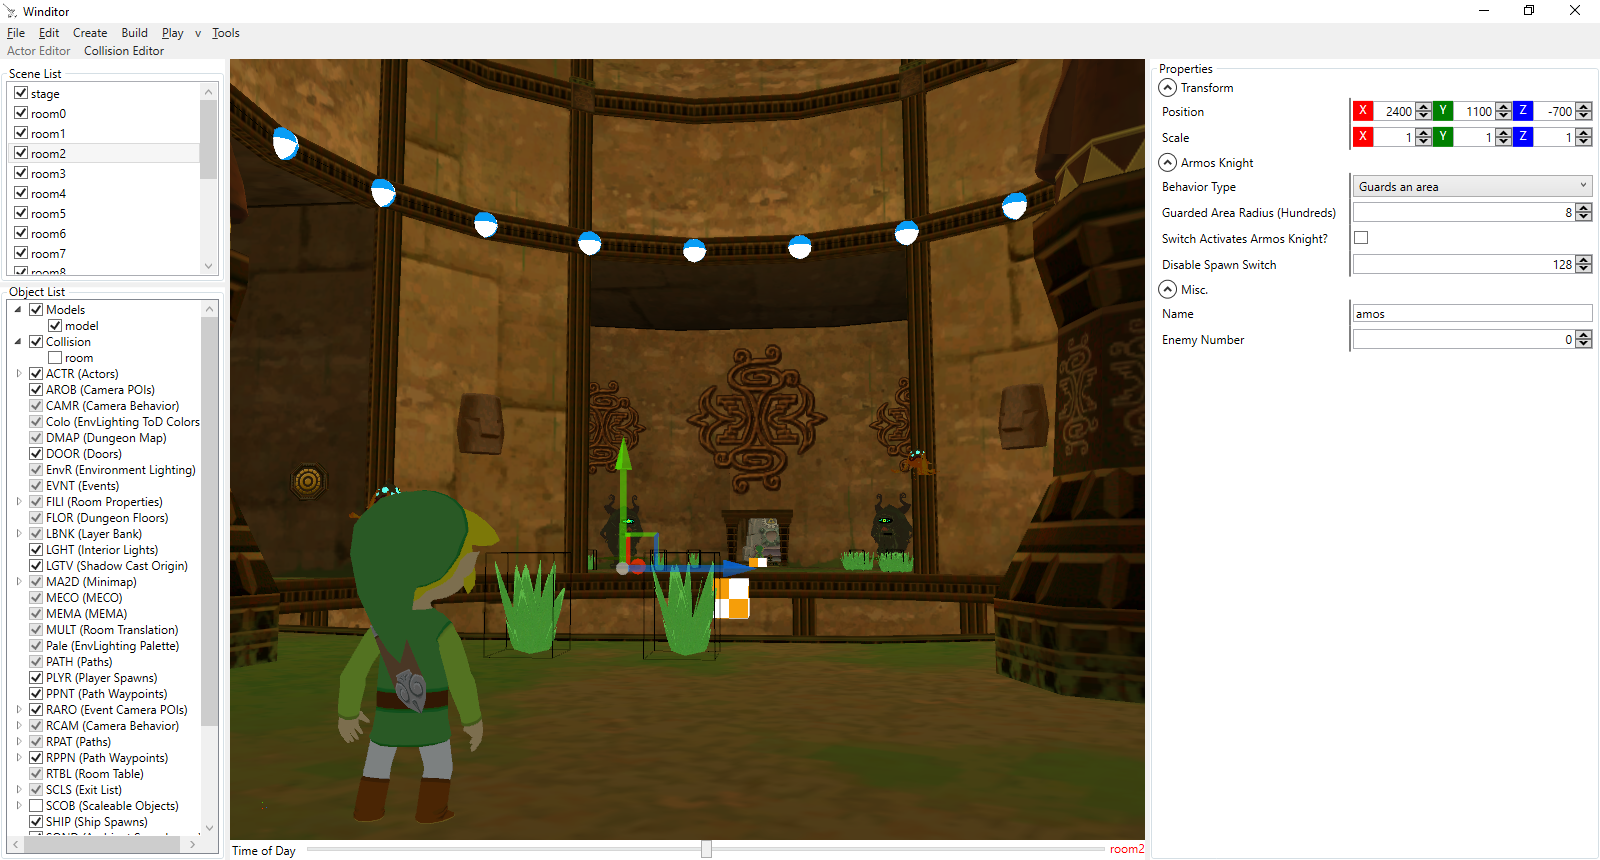 Winditor
File Edit Create Build Play v Tools
Actor Editor Collision Editor
Scene List
stage
room0
room1
room2
room3
room4
room5
room6
room7
room8
Object List
Models
model
Collision
room
ACTR (Actors)
AROB (Camera POIs)
CAMR (Camera Behavior)
Colo (EnvLighting ToD Colors
DMAP (Dungeon Map)
DOOR (Doors)
EnvR (Environment Lighting)
EVNT (Events)
FILI (Room Properties)
FLOR (Dungeon Floors)
LBNK (Layer Bank)
LGHT (Interior Lights)
LGTV (Shadow Cast Origin)
MA2D (Minimap)
MECO (MECO)
MEMA (MEMA)
MULT (Room Translation)
Pale (EnvLighting Palette)
PATH (Paths)
PLYR (Player Spawns)
PPNT (Path Waypoints)
RARO (Event Camera POIs)
RCAM (Camera Behavior)
RPAT (Paths)
RPPN (Path Waypoints)
RTBL (Room Table)
SCLS (Exit List)
SCOB (Scaleable Objects)
SHIP (Ship Spawns)
Time of Day
room2
Properties
Transform
Position X 2400 Y 1100 Z -700
Scale X 1 Y 1 Z 1
Armos Knight
Behavior Type Guards an area
Guarded Area Radius (Hundreds) 8
Switch Activates Armos Knight?
Disable Spawn Switch 128
Misc.
Name amos
Enemy Number 0